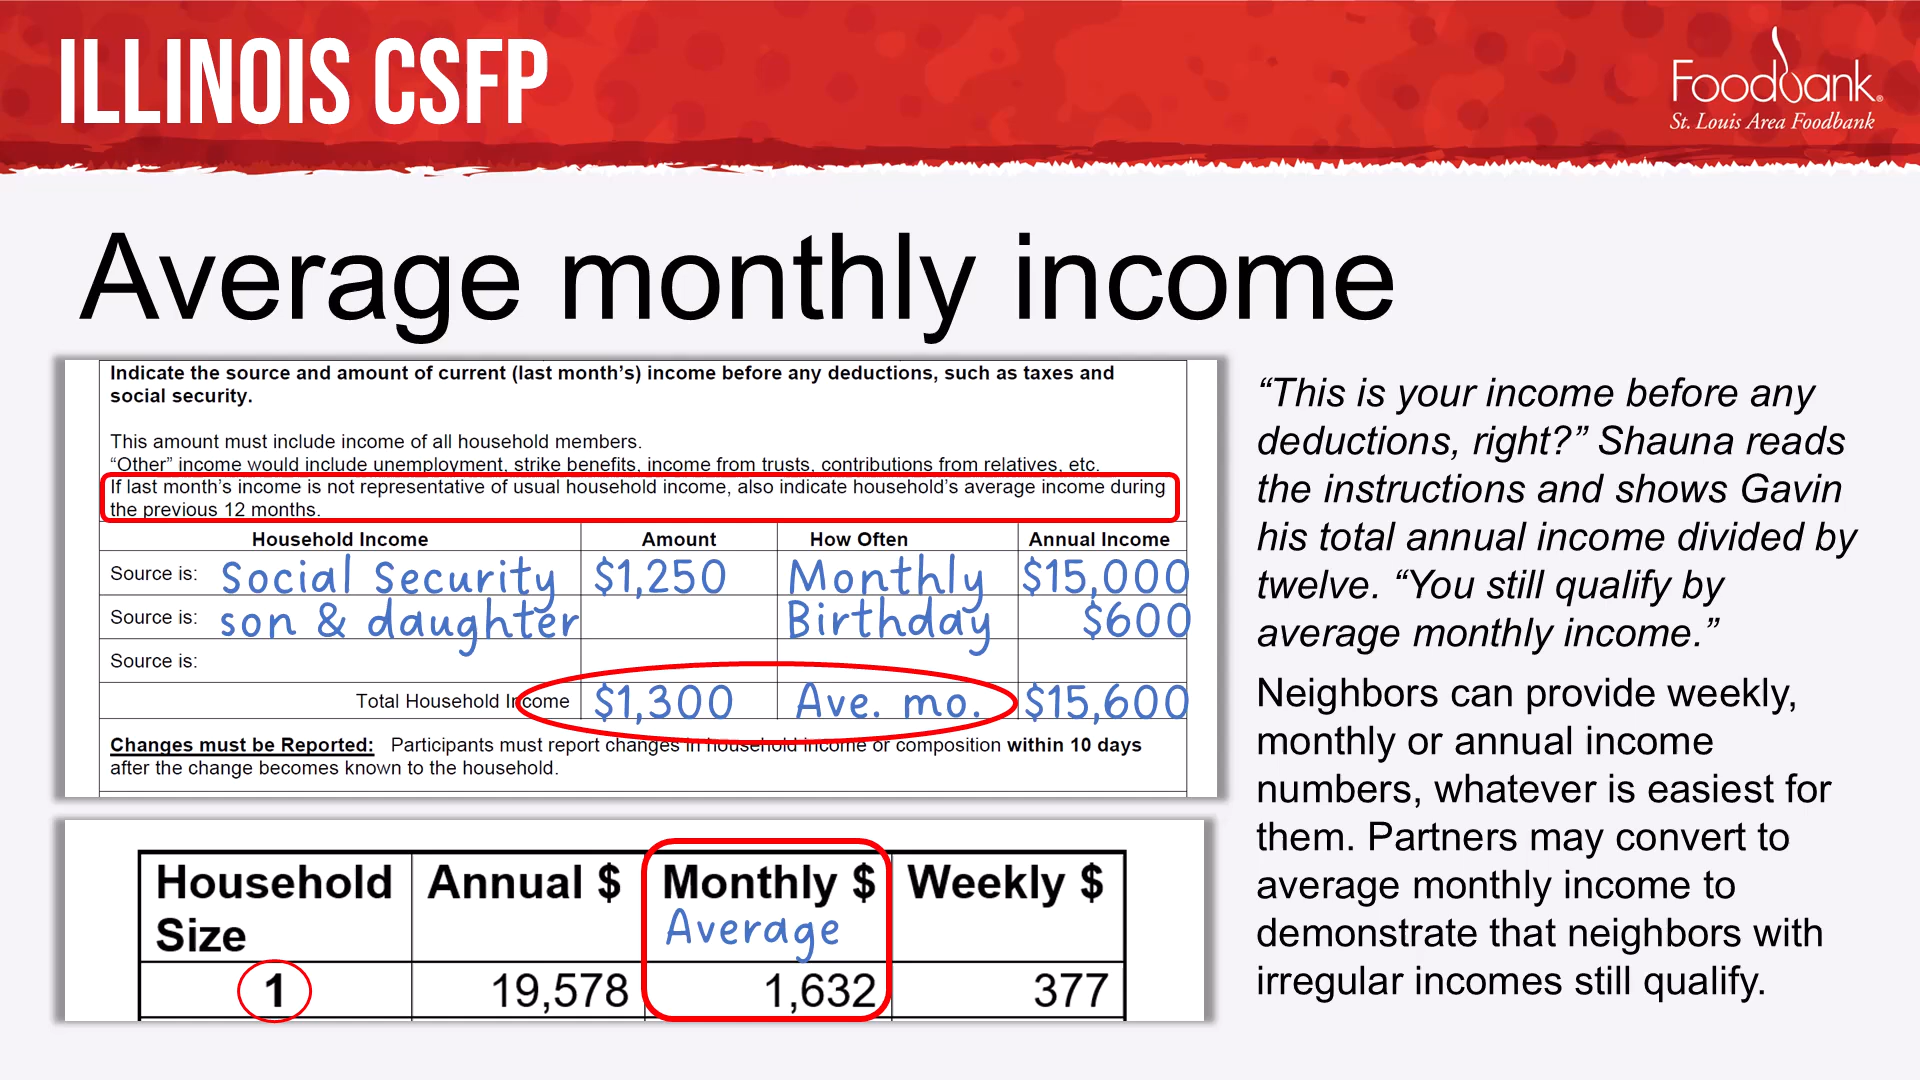 ILLINOIS CSFP
Foodbank®
St. Louis Area Foodbank
Average monthly income
Indicate the source and amount of current (last month’s) income before any deductions, such as taxes and
social security.
This amount must include income of all household members.
“Other” income would include unemployment, strike benefits, income from trusts, contributions from relatives, etc.
If last month’s income is not representative of usual household income, also indicate household’s average income during
the previous 12 months.
Household Income Amount How Often Annual Income
Source is: Social Security $1,250 Monthly $15,000
Source is: son & daughter Birthday $600
Source is:
Total Household Income $1,300 Ave. mo. $15,600
Changes must be Reported: Participants must report changes in household income or composition within 10 days
after the change becomes known to the household.
Household Annual $ Monthly $ Weekly $
Size Average
1 19,578 1,632 377
“This is your income before any
deductions, right?” Shauna reads
the instructions and shows Gavin
his total annual income divided by
twelve. “You still qualify by
average monthly income.”
Neighbors can provide weekly,
monthly or annual income
numbers, whatever is easiest for
them. Partners may convert to
average monthly income to
demonstrate that neighbors with
irregular incomes still qualify.